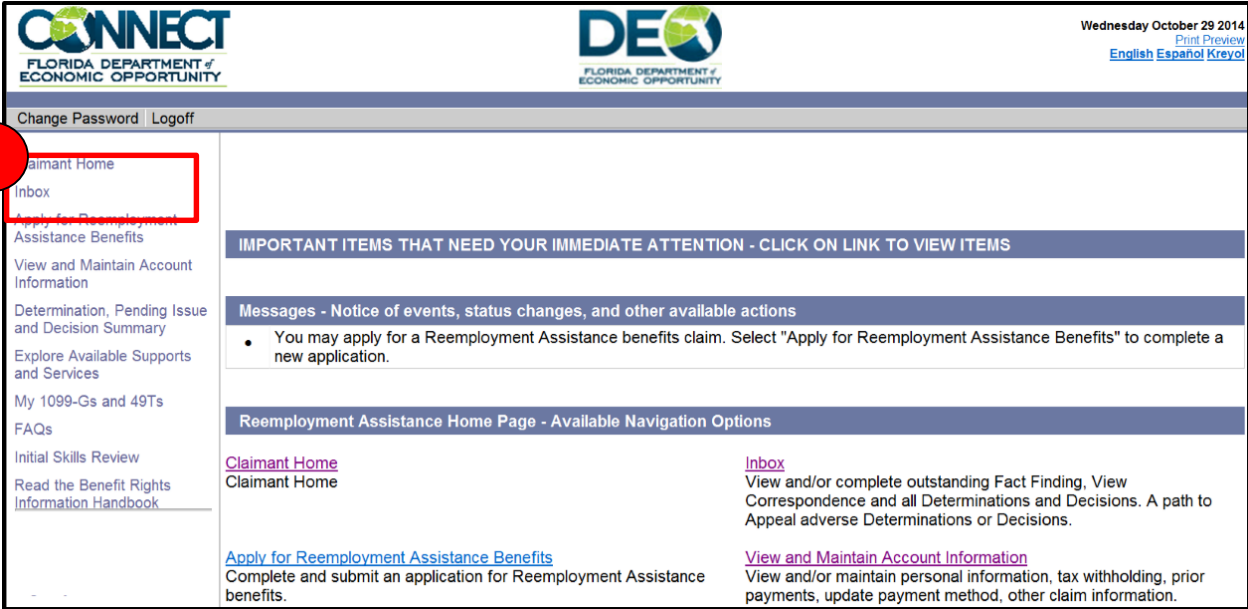 CONNECT
FLORIDA DEPARTMENT of
ECONOMIC OPPORTUNITY
DEO
FLORIDA DEPARTMENT of
ECONOMIC OPPORTUNITY
Wednesday October 29 2014
Print Preview
English Español Kreyol
Change Password Logoff
Claimant Home
Inbox
Apply for Reemployment
Assistance Benefits
View and Maintain Account
Information
Determination, Pending Issue
and Decision Summary
Explore Available Supports
and Services
My 1099-Gs and 49Ts
FAQs
Initial Skills Review
Read the Benefit Rights
Information Handbook
IMPORTANT ITEMS THAT NEED YOUR IMMEDIATE ATTENTION - CLICK ON LINK TO VIEW ITEMS
Messages - Notice of events, status changes, and other available actions
• You may apply for a Reemployment Assistance benefits claim. Select "Apply for Reemployment Assistance Benefits" to complete a
new application.
Reemployment Assistance Home Page - Available Navigation Options
Claimant Home
Claimant Home
Inbox
View and/or complete outstanding Fact Finding, View
Correspondence and all Determinations and Decisions. A path to
Appeal adverse Determinations or Decisions.
Apply for Reemployment Assistance Benefits
Complete and submit an application for Reemployment Assistance
benefits.
View and Maintain Account Information
View and/or maintain personal information, tax withholding, prior
payments, update payment method, other claim information.